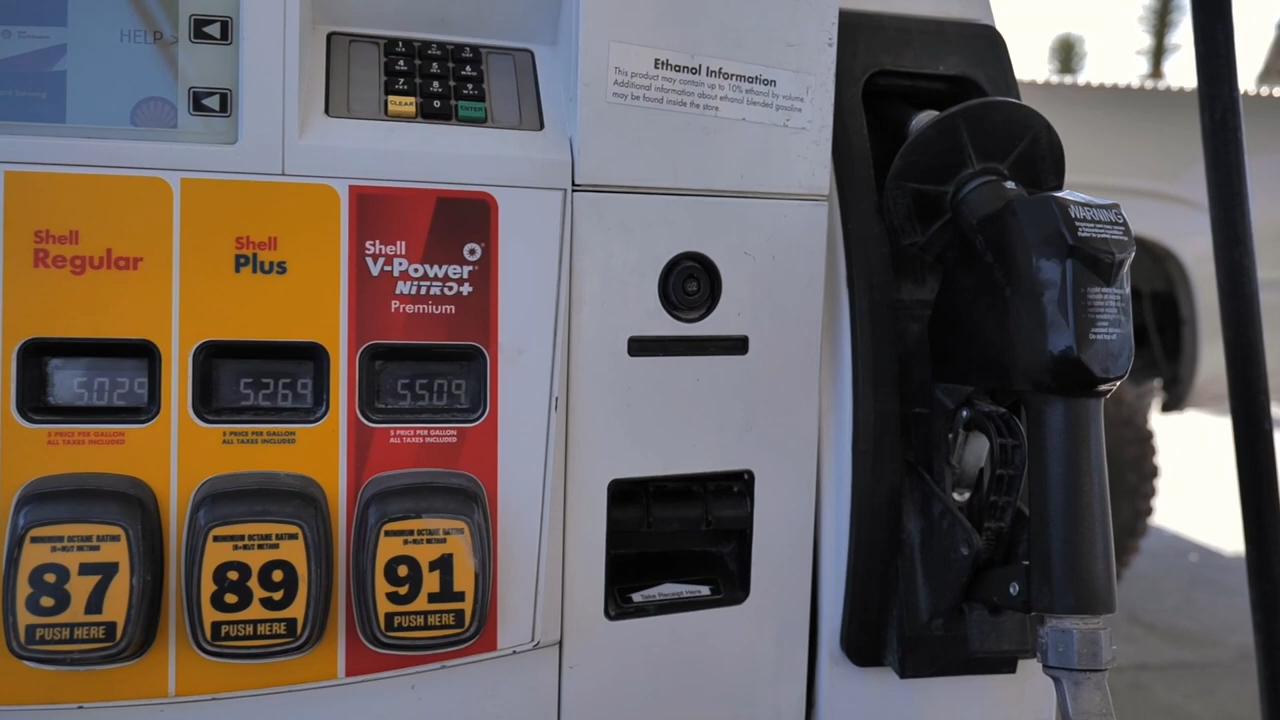 HELP >
1
2
3
4
5
6
7
8
9
CLEAR
0
ENTER
Ethanol Information
This product may contain up to 10% ethanol by volume.
Additional information about ethanol blended gasoline
may be found inside the store.
Shell
Regular
5.029
$ PRICE PER GALLON
ALL TAXES INCLUDED
MINIMUM OCTANE RATING
(R+M)/2 METHOD
87
PUSH HERE
Shell
Plus
5.269
$ PRICE PER GALLON
ALL TAXES INCLUDED
MINIMUM OCTANE RATING
(R+M)/2 METHOD
89
PUSH HERE
Shell
V-Power
NiTRO+
Premium
5.509
$ PRICE PER GALLON
ALL TAXES INCLUDED
MINIMUM OCTANE RATING
(R+M)/2 METHOD
91
PUSH HERE
Take Receipt Here
WARNING
Do not top off